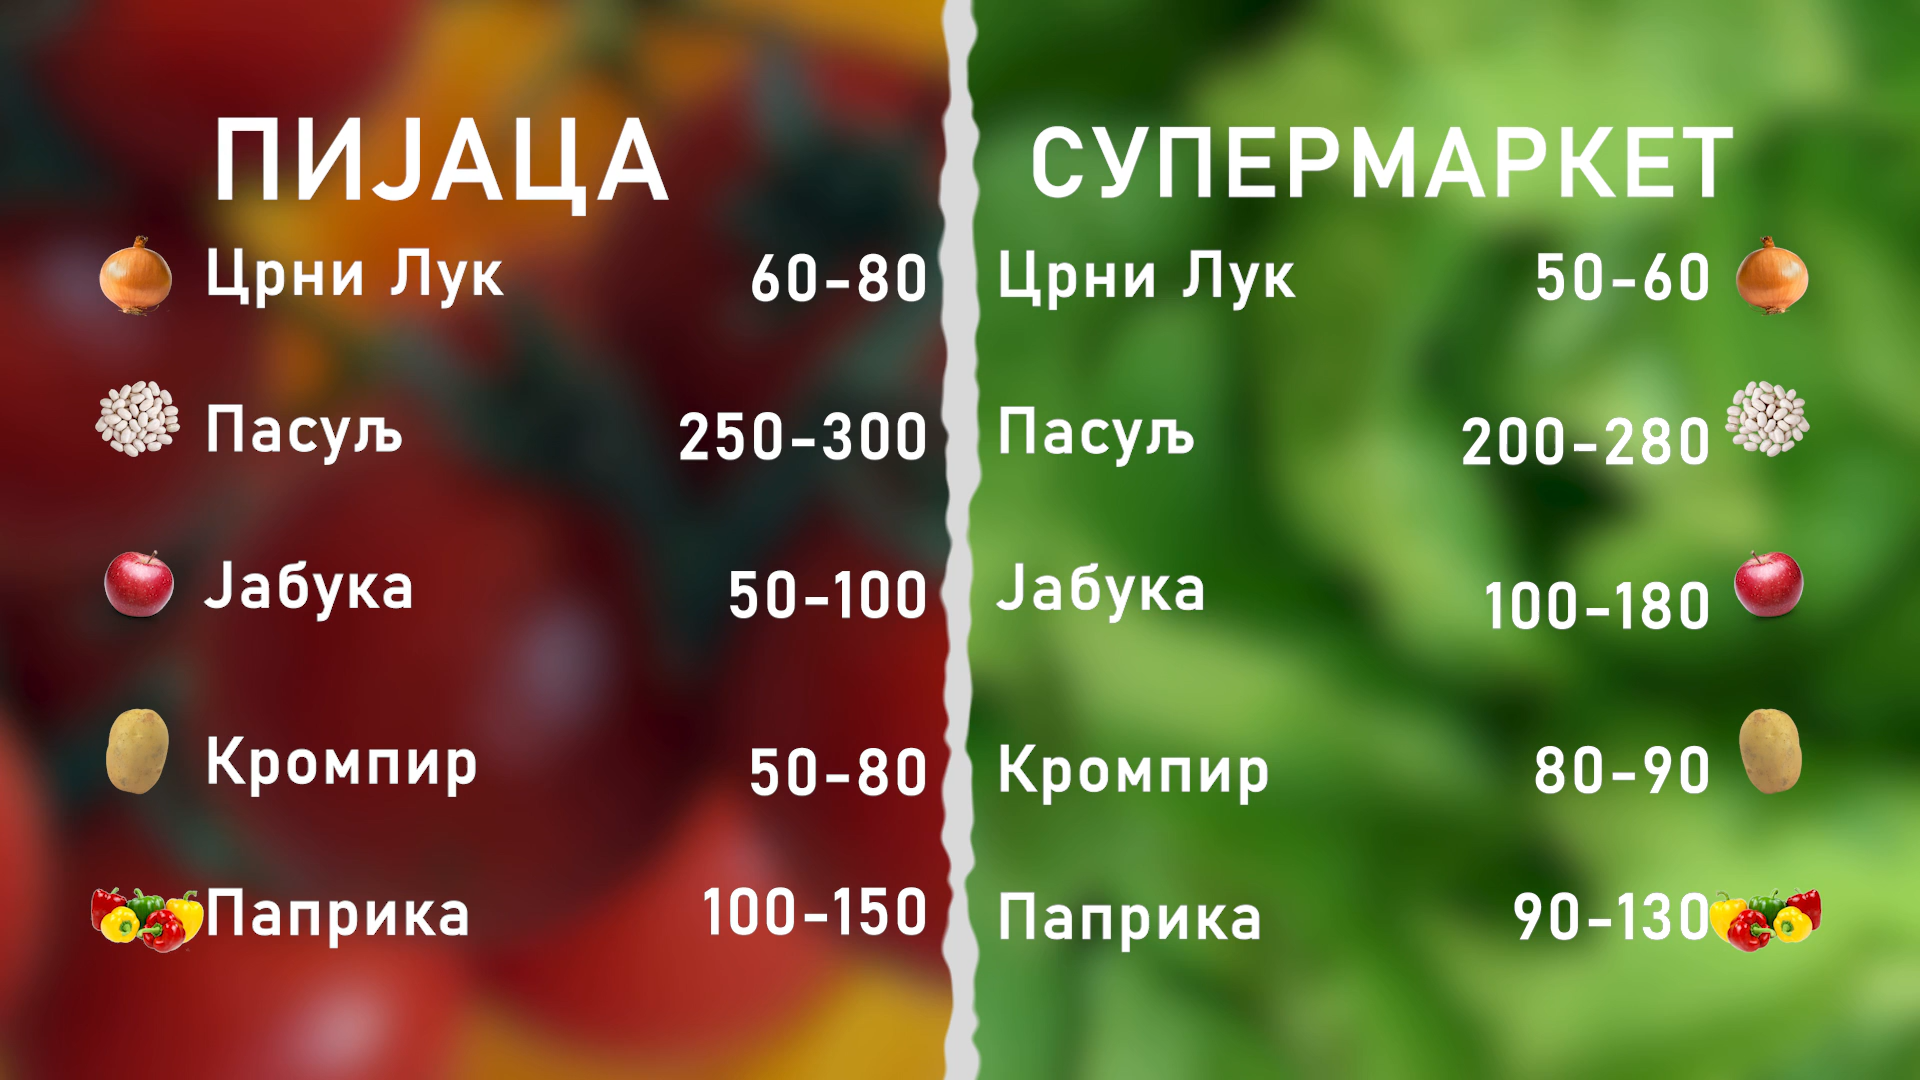 ПИЈАЦА
Црни Лук 60-80
Пасуљ 250-300
Јабука 50-100
Кромпир 50-80
Паприка 100-150
СУПЕРМАРКЕТ
Црни Лук 50-60
Пасуљ 200-280
Јабука 100-180
Кромпир 80-90
Паприка 90-130